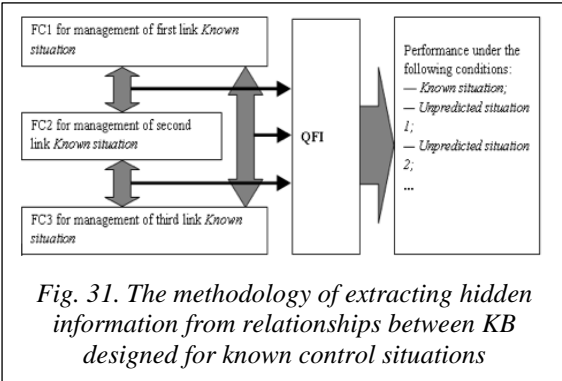 FC1 for management of first link Known
situation
FC2 for management of second
link Known situation
FC3 for management of third link Known
situation
QFI
Performance under the
following conditions:
— Known situation;
— Unpredicted situation
1;
— Unpredicted situation
2;
...
Fig. 31. The methodology of extracting hidden
information from relationships between KB
designed for known control situations